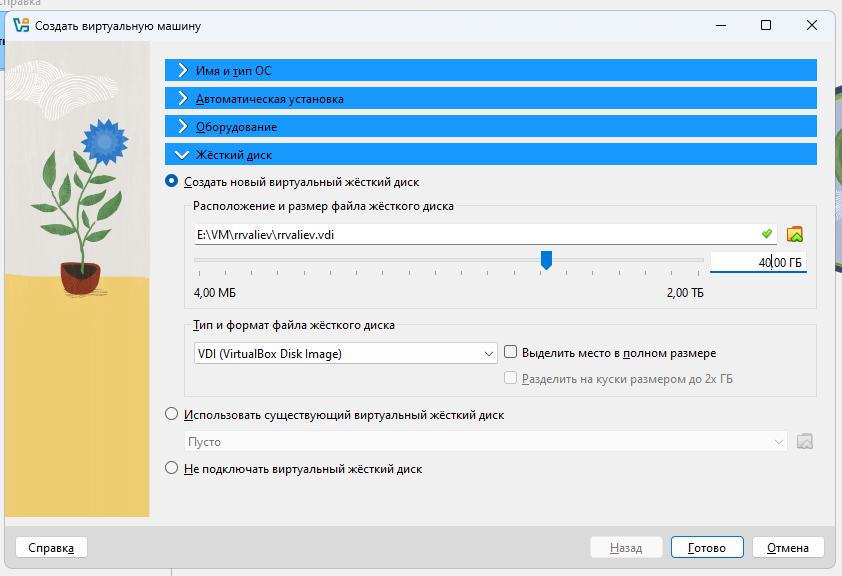 Справка
Создать виртуальную машину
Имя и тип ОС
Автоматическая установка
Оборудование
Жёсткий диск
Создать новый виртуальный жёсткий диск
Расположение и размер файла жёсткого диска
E:\VM\rrvaliev\rrvaliev.vdi
40,00 ГБ
4,00 МБ 2,00 ТБ
Тип и формат файла жёсткого диска
VDI (VirtualBox Disk Image) Выделить место в полном размере
Разделить на куски размером до 2х ГБ
Использовать существующий виртуальный жёсткий диск
Пусто
Не подключать виртуальный жёсткий диск
Справка Назад Готово Отмена